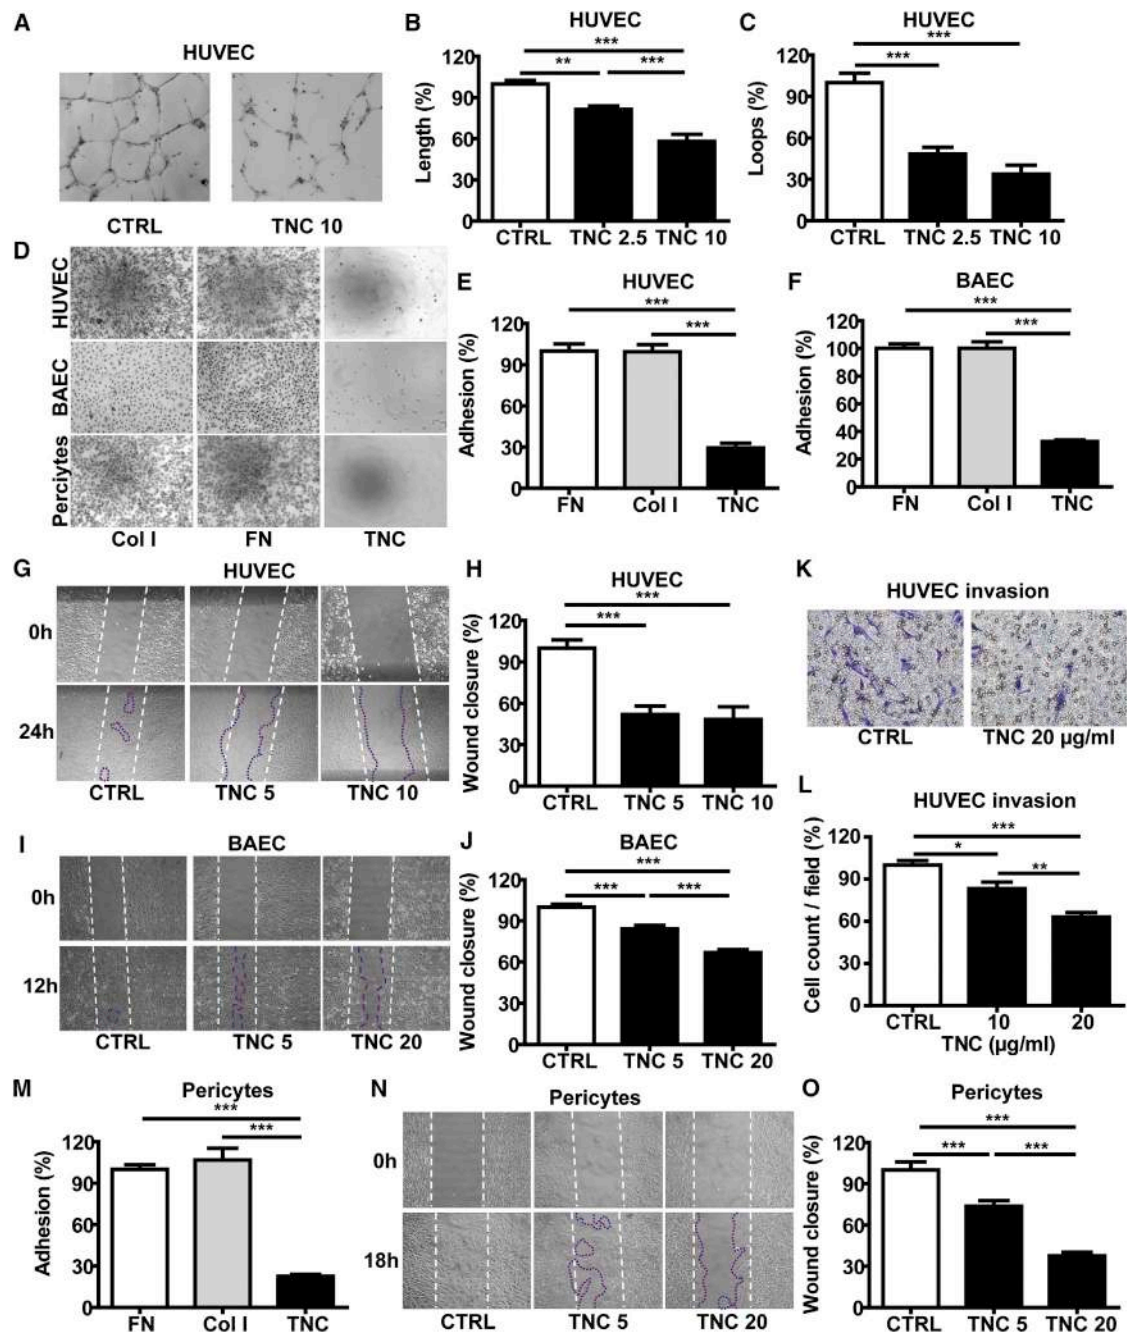 A
HUVEC
CTRL
TNC 10
B
HUVEC
***
**
***
120
90
60
30
0
Length (%)
CTRL
TNC 2.5
TNC 10
C
HUVEC
***
***
120
90
60
30
0
Loops (%)
CTRL
TNC 2.5
TNC 10
D
HUVEC
BAEC
Perciytes
Col I
FN
TNC
E
HUVEC
***
***
120
90
60
30
0
Adhesion (%)
FN
Col I
TNC
F
BAEC
***
***
120
100
80
60
40
20
0
Adhesion (%)
FN
Col I
TNC
G
HUVEC
0h
24h
CTRL
TNC 5
TNC 10
H
HUVEC
***
***
120
90
60
30
0
Wound closure (%)
CTRL
TNC 5
TNC 10
K
HUVEC invasion
CTRL
TNC 20 µg/ml
I
BAEC
0h
12h
CTRL
TNC 5
TNC 20
J
BAEC
***
***
***
120
90
60
30
0
Wound closure (%)
CTRL
TNC 5
TNC 20
L
HUVEC invasion
***
*
**
120
90
60
30
0
Cell count / field (%)
CTRL
10
20
TNC (µg/ml)
M
Pericytes
***
***
120
90
60
30
0
Adhesion (%)
FN
Col I
TNC
N
Pericytes
0h
18h
CTRL
TNC 5
TNC 20
O
Pericytes
***
***
***
120
90
60
30
0
Wound closure (%)
CTRL
TNC 5
TNC 20